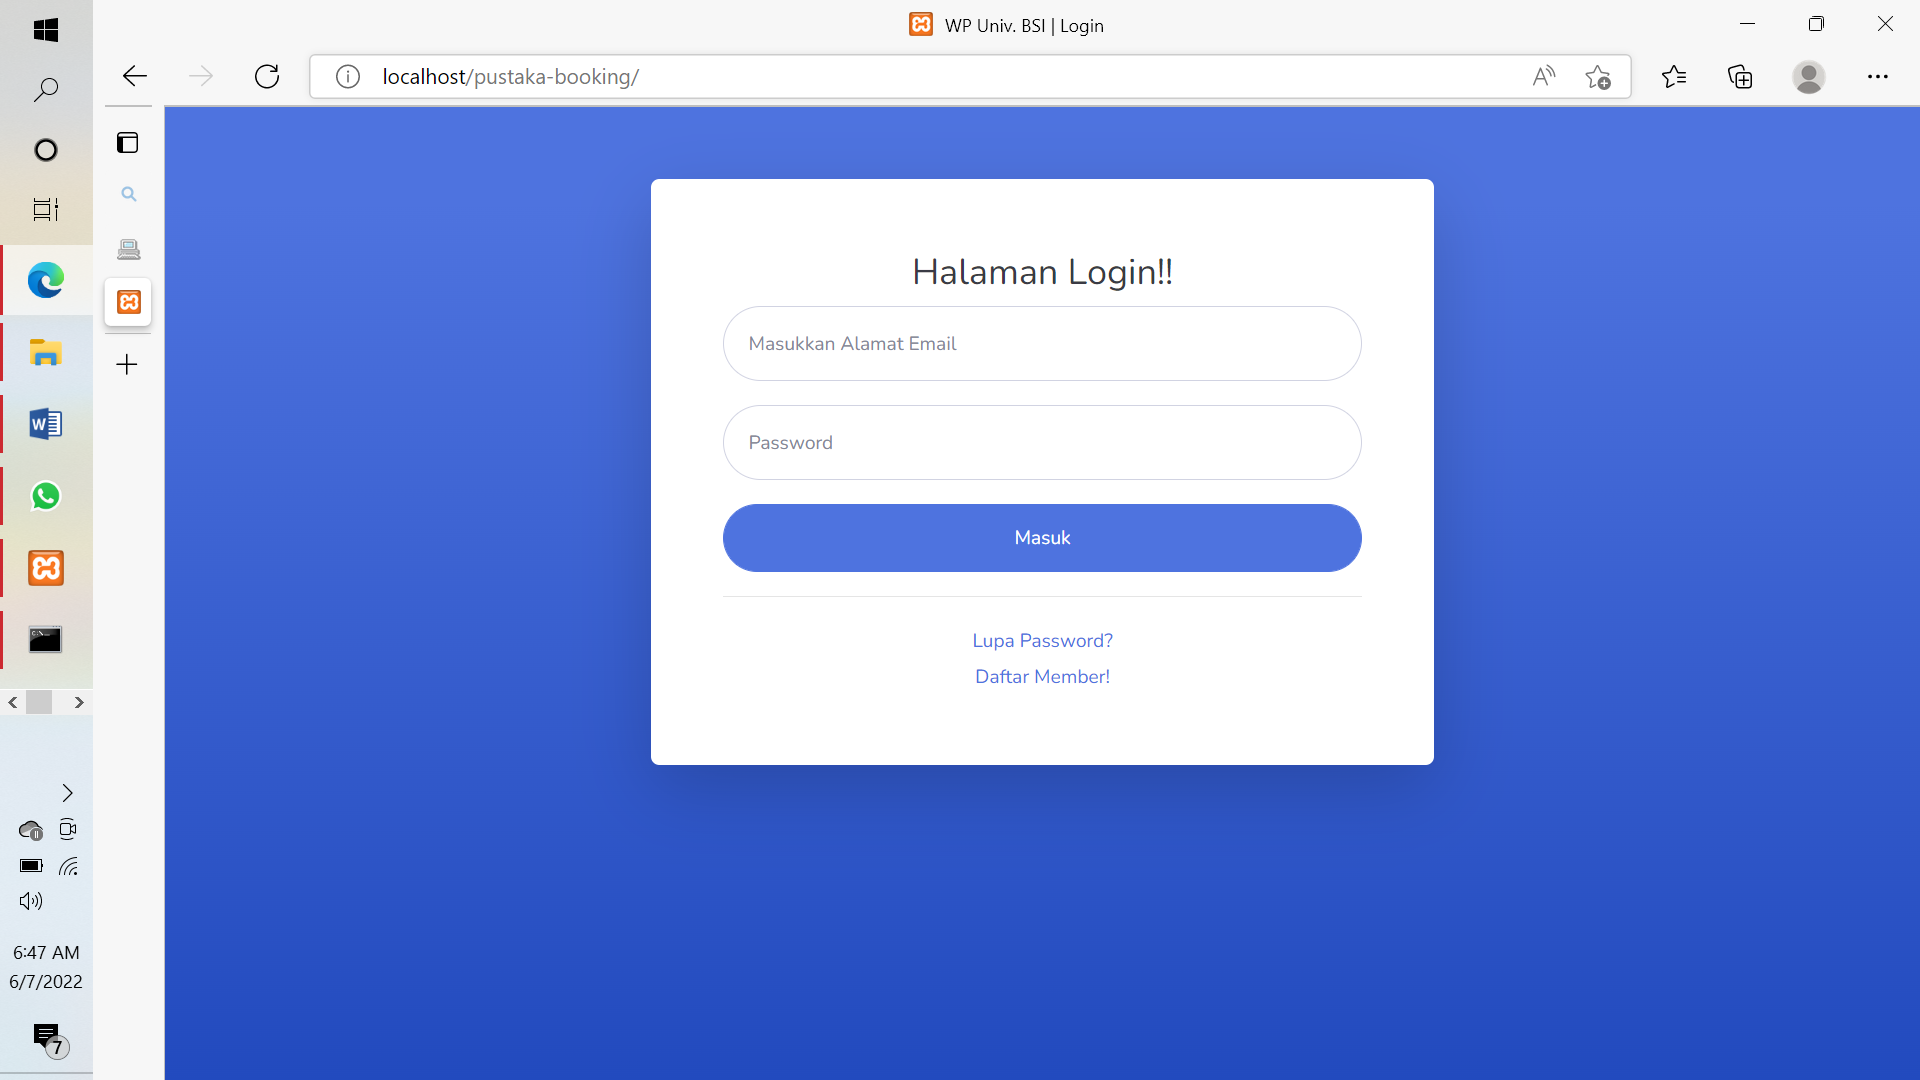 WP Univ. BSI | Login
localhost/pustaka-booking/
Halaman Login!!
Masukkan Alamat Email
Password
Masuk
Lupa Password?
Daftar Member!
6:47 AM
6/7/2022
7